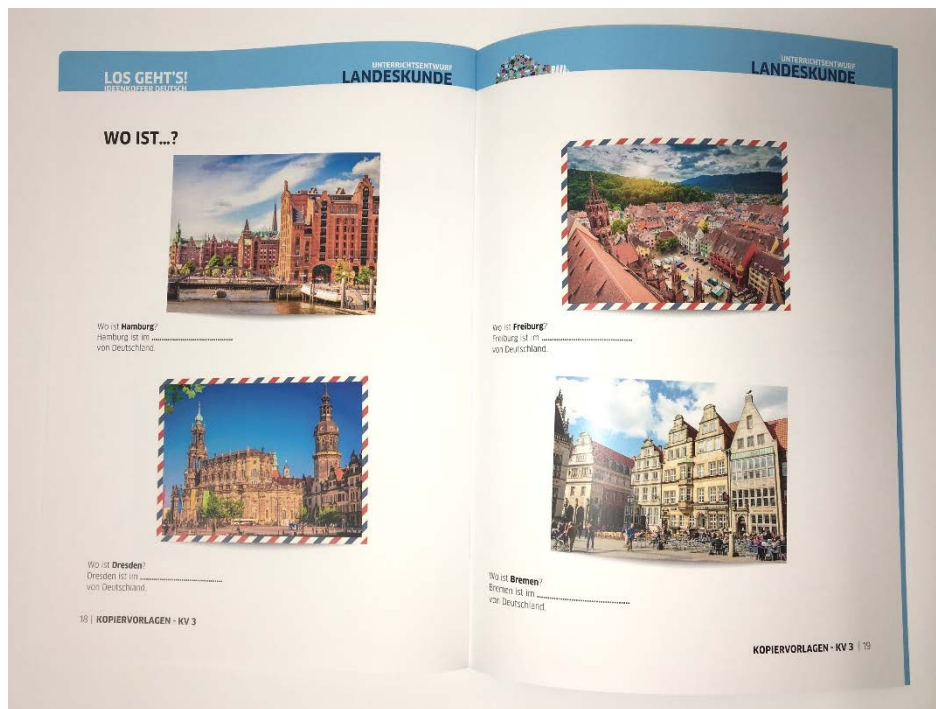 LOS GEHT'S!
IDEENKOFFER DEUTSCH
UNTERRICHTSENTWURF
LANDESKUNDE
WO IST...?
Wo ist Hamburg?
Hamburg ist im ...............................
von Deutschland.
Wo ist Dresden?
Dresden ist im ...............................
von Deutschland.
18 | KOPIERVORLAGEN - KV 3
UNTERRICHTSENTWURF
LANDESKUNDE
Wo ist Freiburg?
Freiburg ist im ...............................
von Deutschland.
Wo ist Bremen?
Bremen ist im ...............................
von Deutschland.
KOPIERVORLAGEN - KV 3 | 19